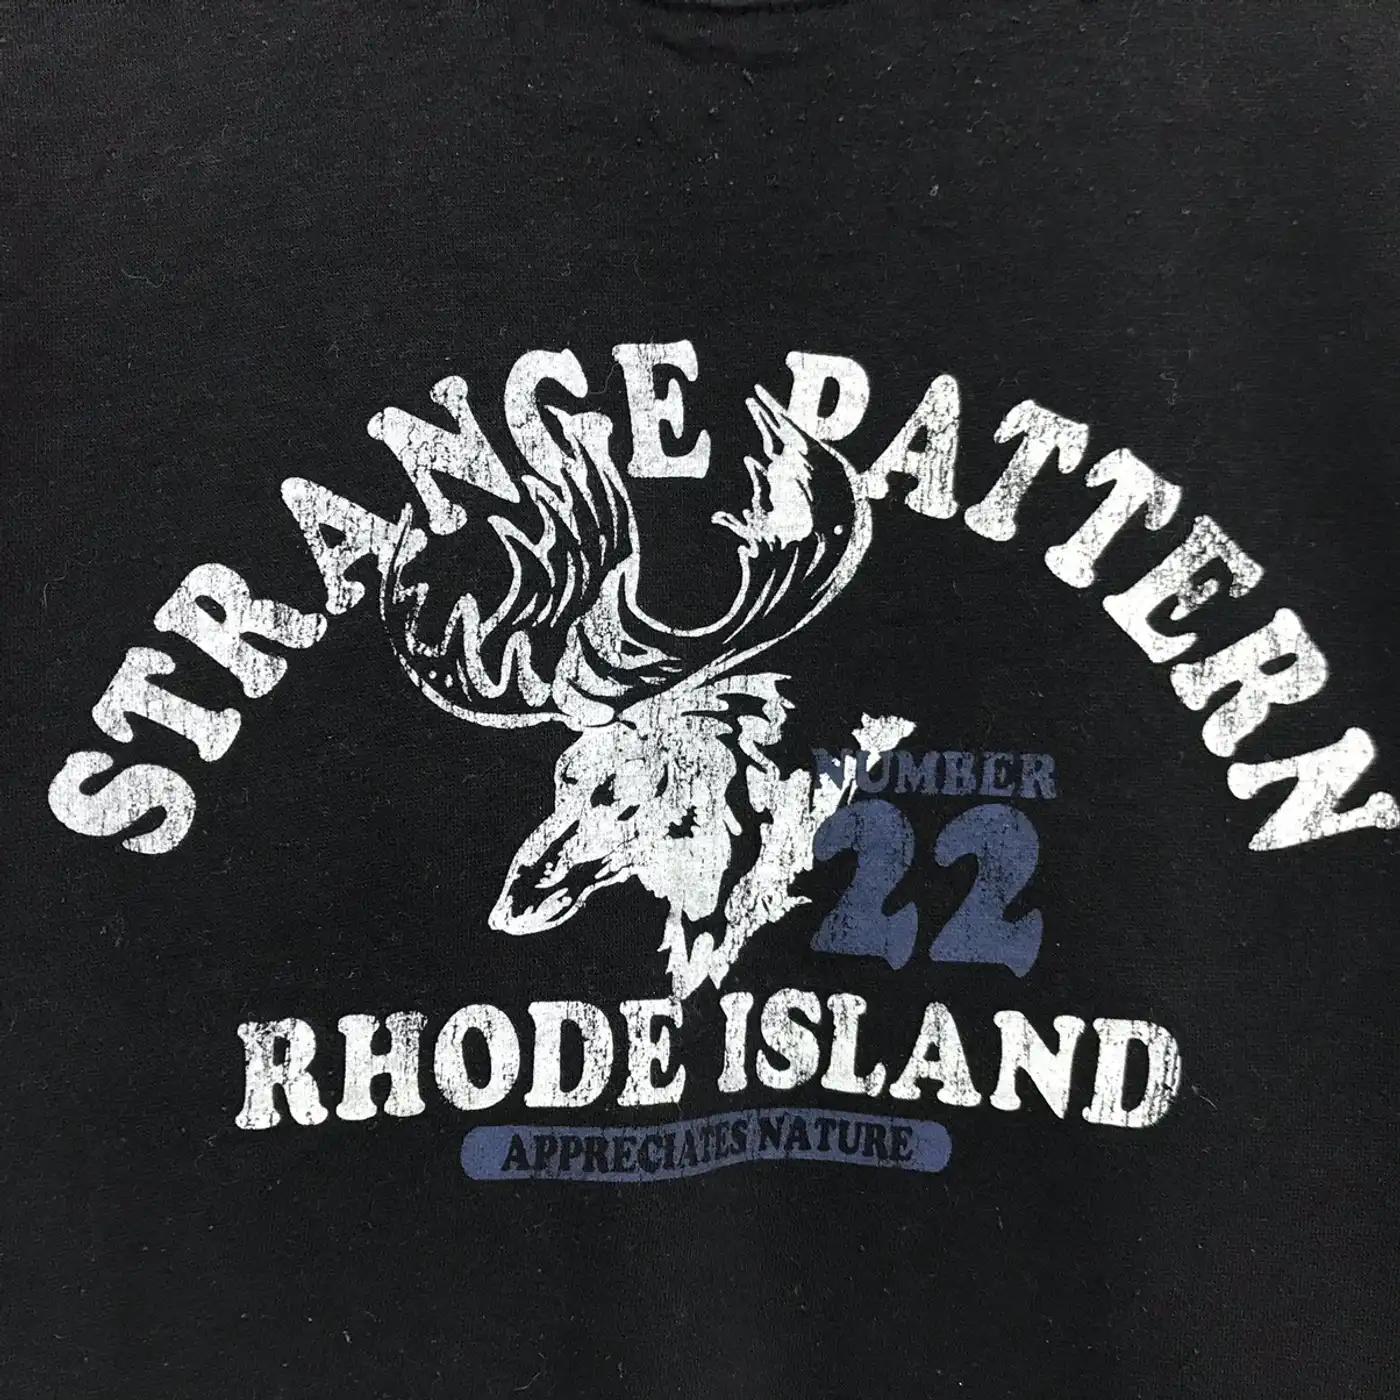 STRANGE PATTERN
NUMBER
22
RHODE ISLAND
APPRECIATES NATURE